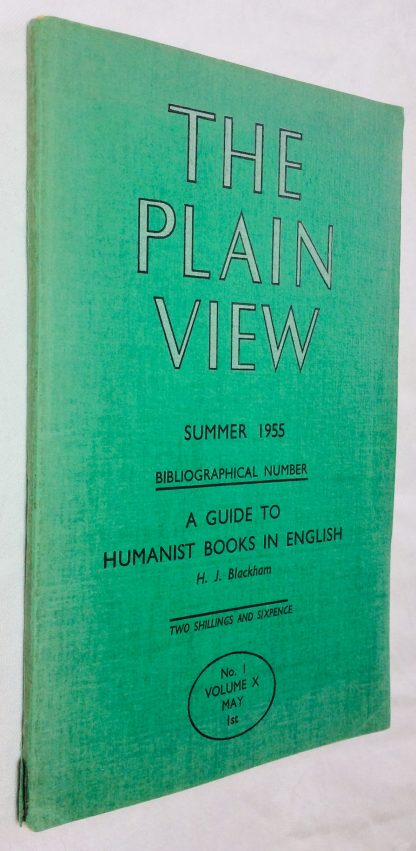 THE
PLAIN
VIEW
SUMMER 1955
BIBLIOGRAPHICAL NUMBER
A GUIDE TO
HUMANIST BOOKS IN ENGLISH
H. J. Blackham
TWO SHILLINGS AND SIXPENCE
No. 1
VOLUME X
MAY
1st